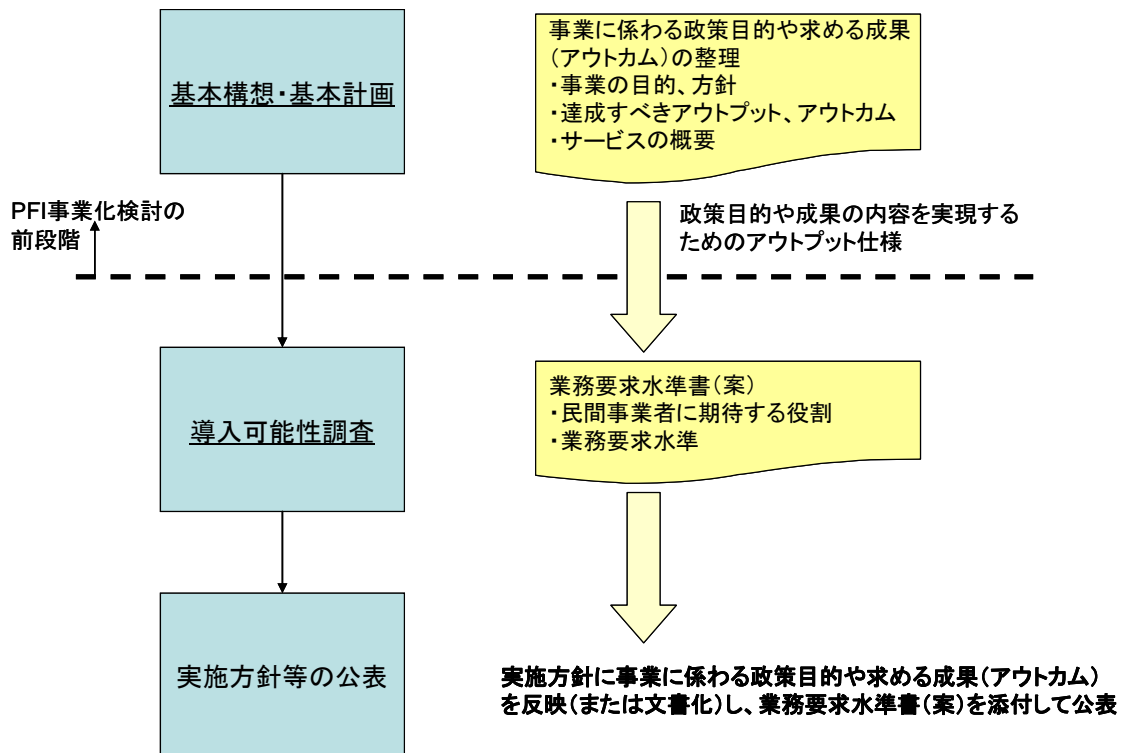 基本構想・基本計画
事業に係わる政策目的や求める成果
(アウトカム)の整理
・事業の目的、方針
・達成すべきアウトプット、アウトカム
・サービスの概要
PFI事業化検討の
前段階
政策目的や成果の内容を実現する
ためのアウトプット仕様
導入可能性調査
業務要求水準書(案)
・民間事業者に期待する役割
・業務要求水準
実施方針等の公表
実施方針に事業に係わる政策目的や求める成果(アウトカム)
を反映(または文書化)し、業務要求水準書(案)を添付して公表